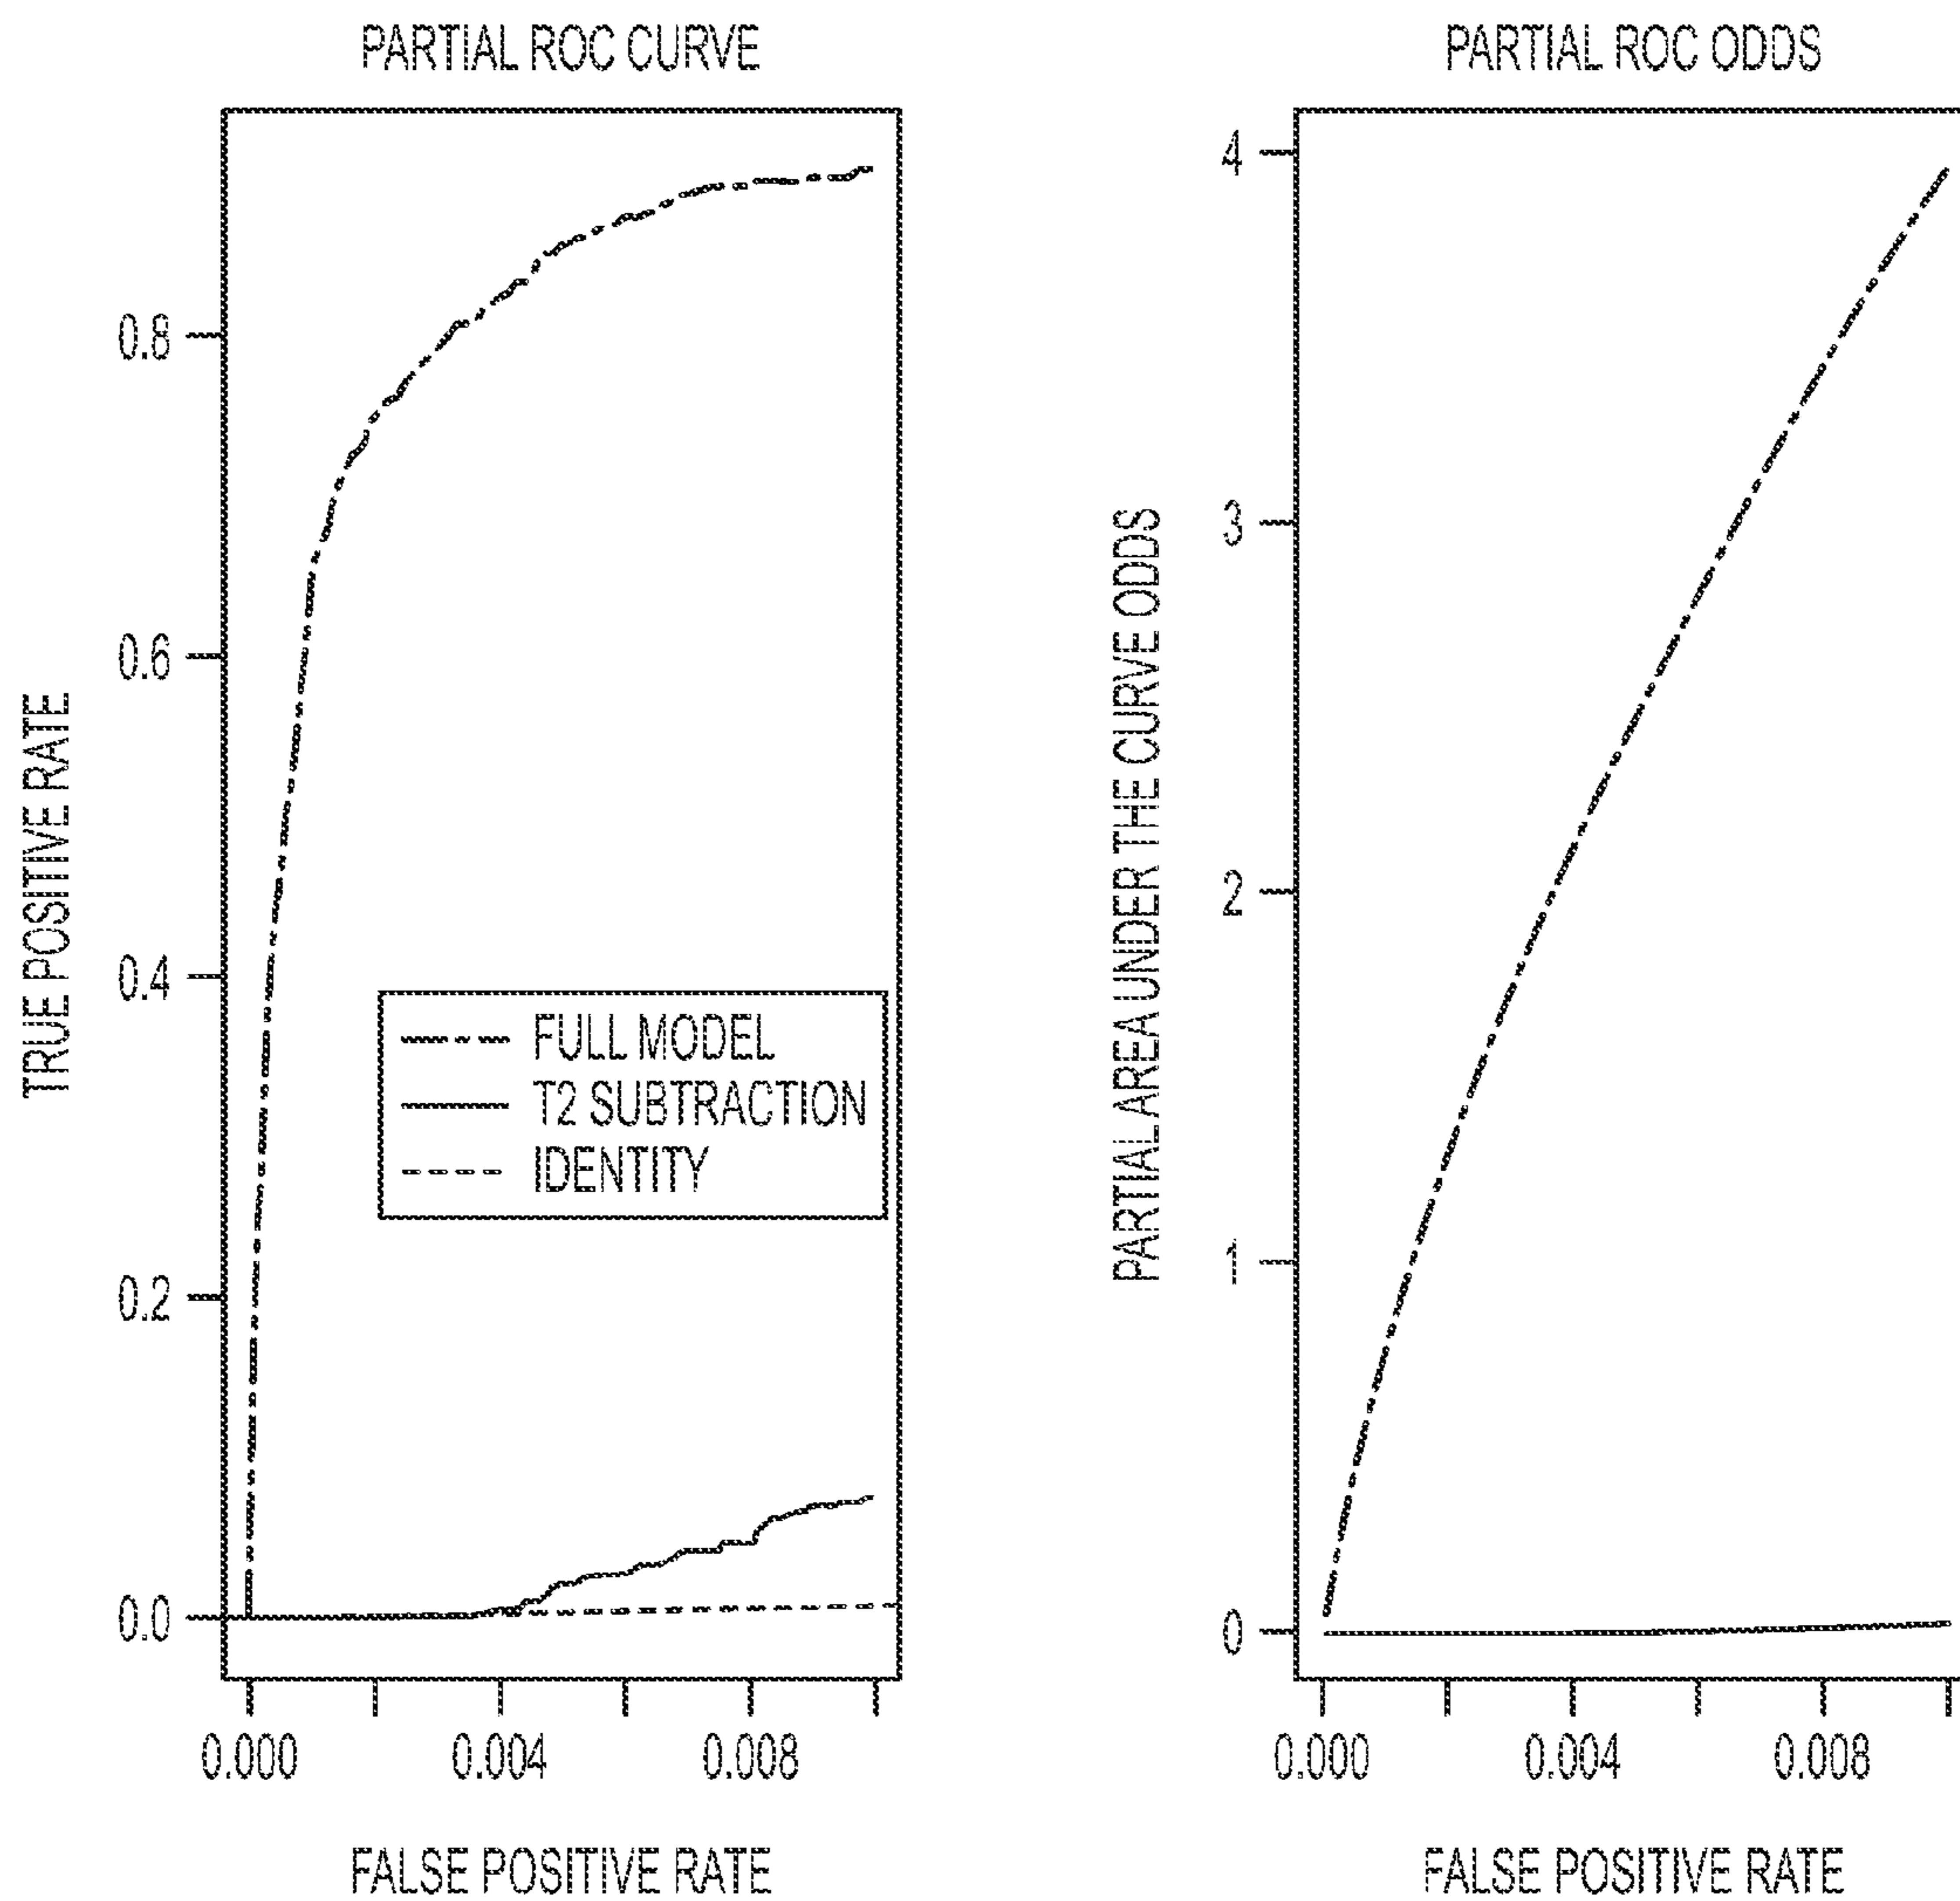 PARTIAL ROC CURVE
TRUE POSITIVE RATE
0.8
0.6
0.4
0.2
0.0
FULL MODEL
T2 SUBTRACTION
IDENTITY
0.000 0.004 0.008
FALSE POSITIVE RATE
PARTIAL ROC ODDS
PARTIAL AREA UNDER THE CURVE ODDS
4
3
2
1
0
0.000 0.004 0.008
FALSE POSITIVE RATE